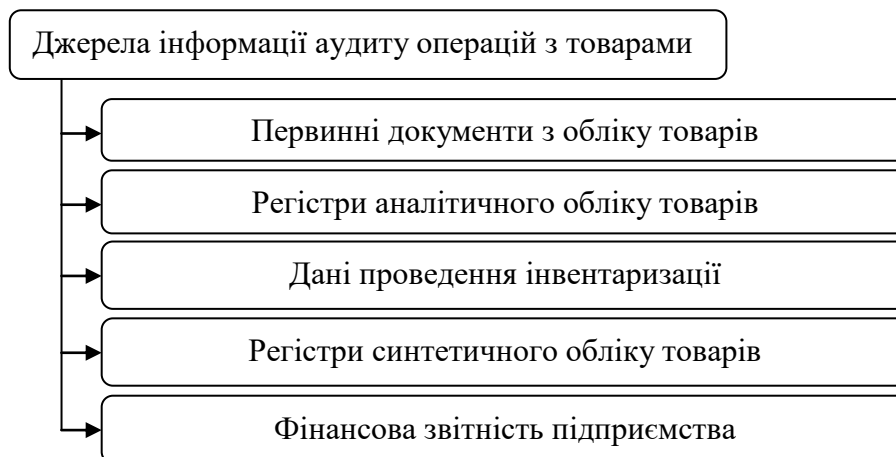 Джерела інформації аудиту операцій з товарами
Первинні документи з обліку товарів
Регістри аналітичного обліку товарів
Дані проведення інвентаризації
Регістри синтетичного обліку товарів
Фінансова звітність підприємства